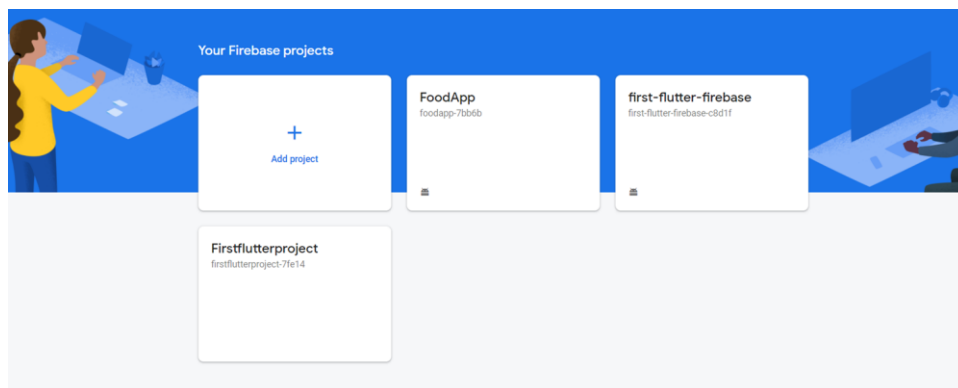 Your Firebase projects
+
Add project
FoodApp
foodapp-7bb6b
first-flutter-firebase
first-flutter-firebase-c8d1f
Firstflutterproject
firstflutterproject-7fe14